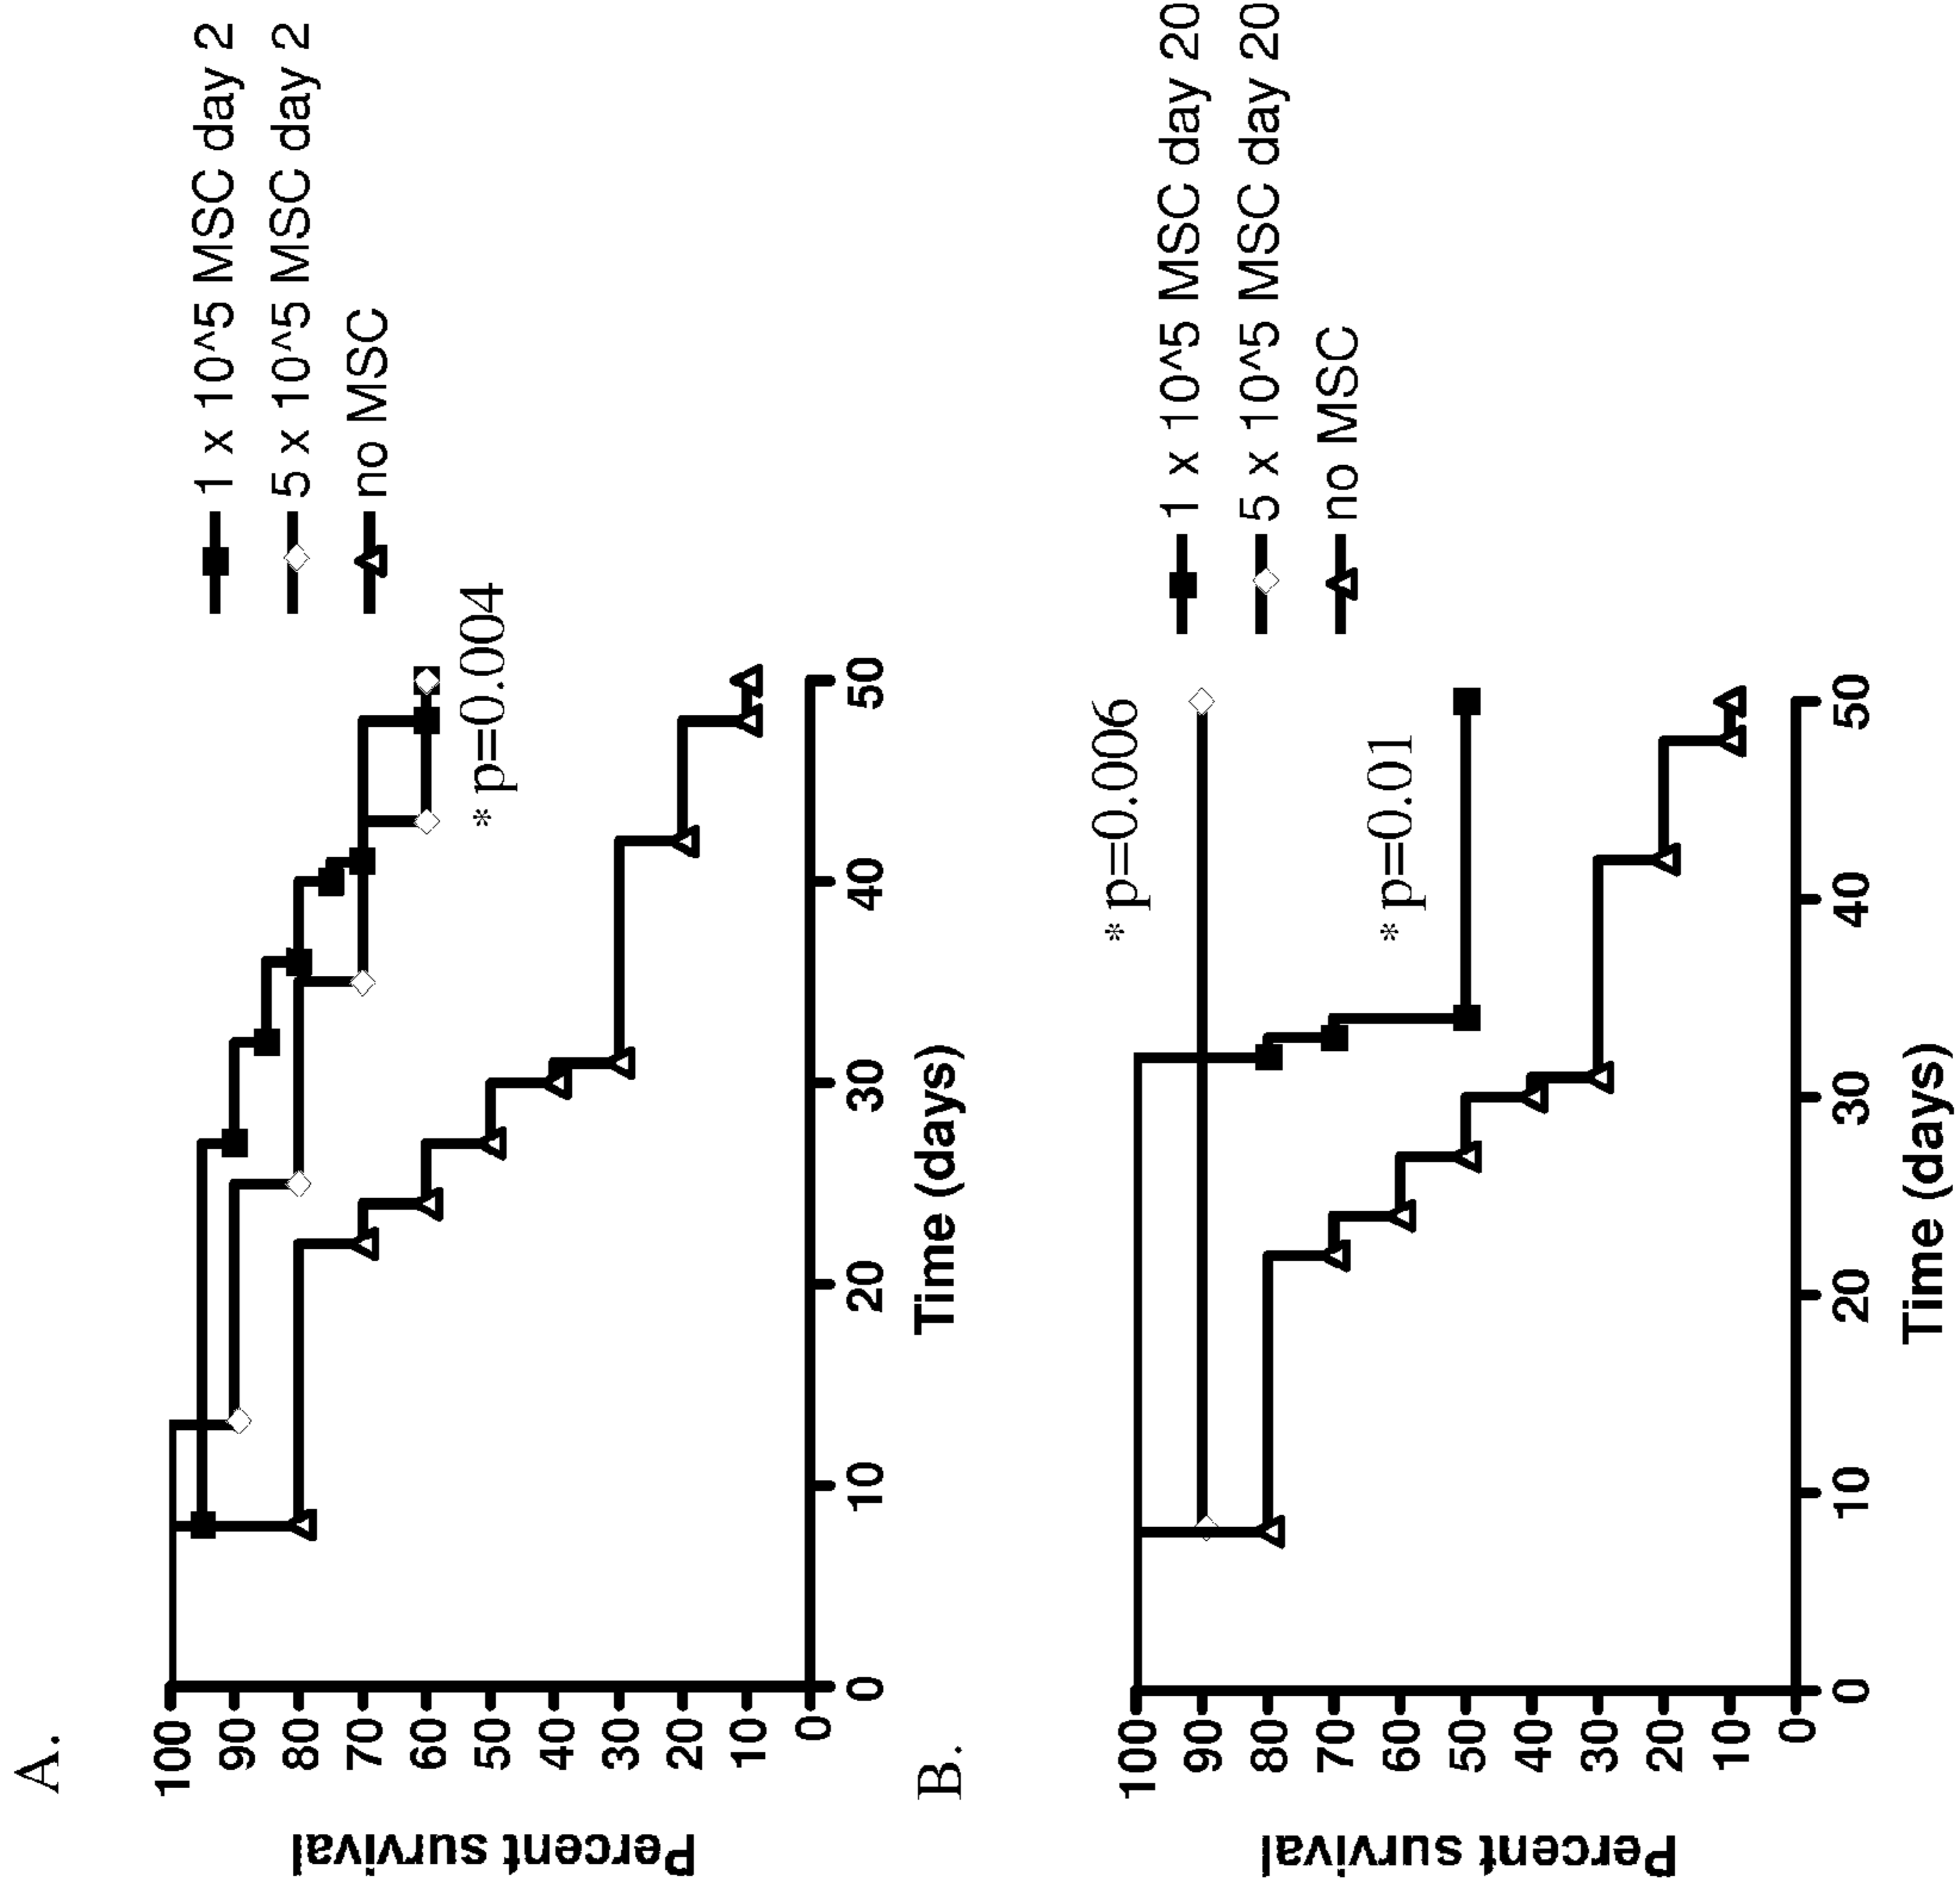 A.
Percent survival
100
90
80
70
60
50
40
30
20
10
0
0
10
20
30
40
50
Time (days)
* p=0.004
1 x 10^5 MSC day 2
5 x 10^5 MSC day 2
no MSC
B.
Percent survival
100
90
80
70
60
50
40
30
20
10
0
0
10
20
30
40
50
Time (days)
* p=0.006
* p=0.01
1 x 10^5 MSC day 20
5 x 10^5 MSC day 20
no MSC